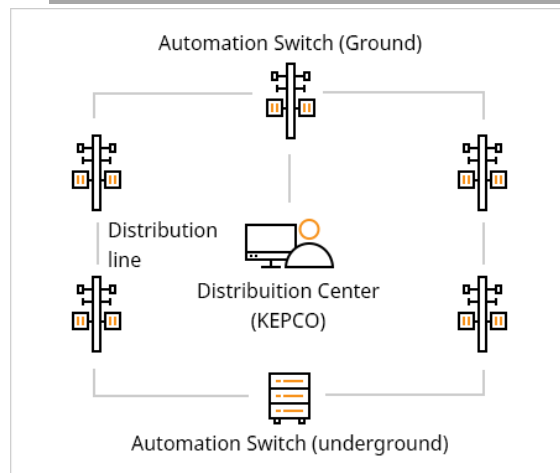 Automation Switch (Ground)
Distribution
line
Distribuition Center
(KEPCO)
Automation Switch (underground)